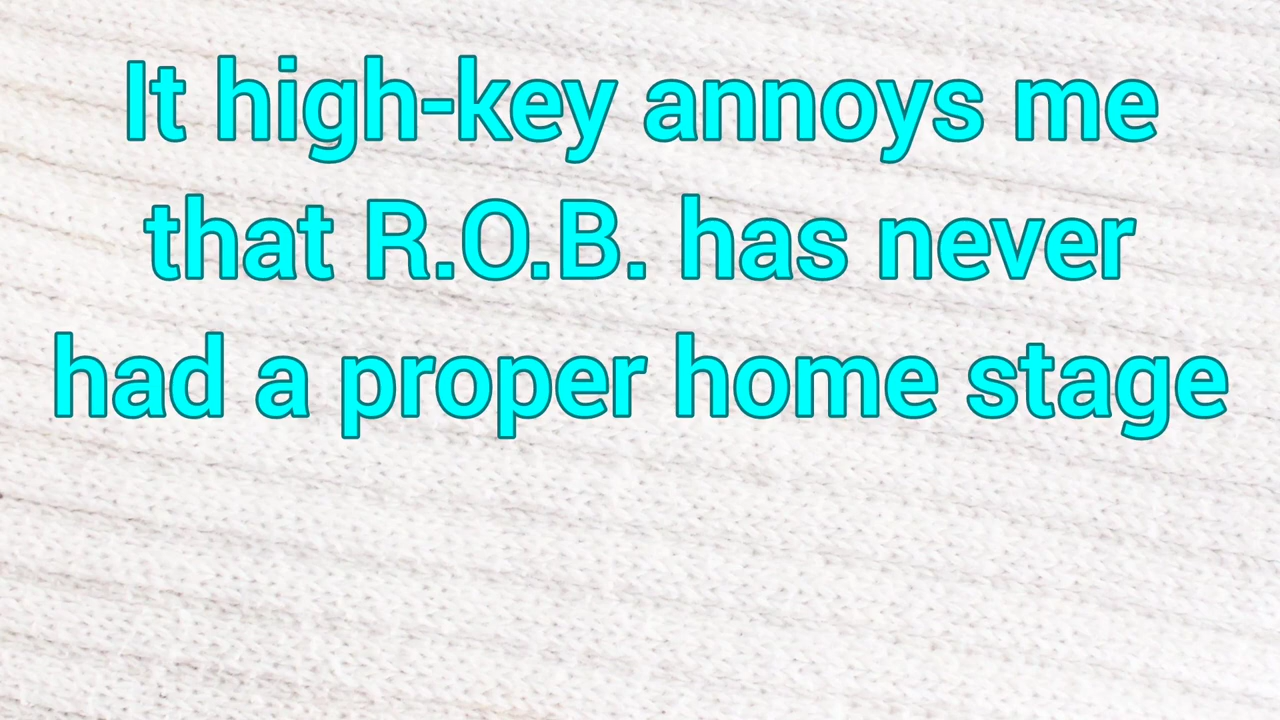 It high-key annoys me
that R.O.B. has never
had a proper home stage